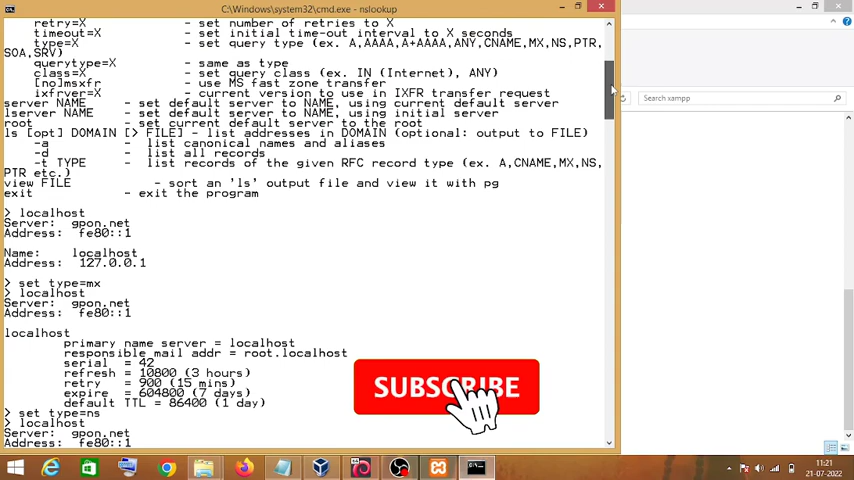 C:\Windows\system32\cmd.exe - nslookup
retry=X - set number of retries to X
timeout=X - set initial time-out interval to X seconds
type=X - set query type (ex. A,AAAA,A+AAAA,ANY,CNAME,MX,NS,PTR,
SOA,SRV)
querytype=X - same as type
class=X - set query class (ex. IN (Internet), ANY)
[no]msxfr - use MS fast zone transfer
ixfrver=X - current version to use in IXFR transfer request
server NAME - set default server to NAME, using current default server
lserver NAME - set default server to NAME, using initial server
root - set current default server to the root
ls [opt] DOMAIN [> FILE] - list addresses in DOMAIN (optional: output to FILE)
-a - list canonical names and aliases
-d - list all records
-t TYPE - list records of the given RFC record type (ex. A,CNAME,MX,NS,
PTR etc.)
view FILE - sort an 'ls' output file and view it with pg
exit - exit the program
> localhost
Server: gpon.net
Address: fe80::1
Name: localhost
Address: 127.0.0.1
> set type=mx
> localhost
Server: gpon.net
Address: fe80::1
localhost
primary name server = localhost
responsible mail addr = root.localhost
serial = 42
refresh = 10800 (3 hours)
retry = 900 (15 mins)
expire = 604800 (7 days)
default TTL = 86400 (1 day)
> set type=ns
> localhost
Server: gpon.net
Address: fe80::1
Search xampp
SUBSCRIBE
11:21
21-07-2022